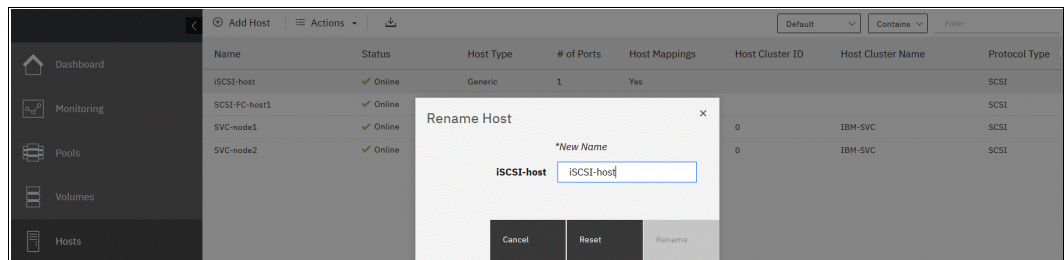 Add Host Actions Default Contains Filter
Name Status Host Type # of Ports Host Mappings Host Cluster ID Host Cluster Name Protocol Type
Dashboard
iSCSI-host Online Generic 1 Yes SCSI
Monitoring
SCSI-FC-host1 Online SCSI
Rename Host
SVC-node1 Online 0 IBM-SVC SCSI
Pools
SVC-node2 Online 0 IBM-SVC SCSI
*New Name
iSCSI-host iSCSI-host
Volumes
Hosts
Cancel Reset Rename